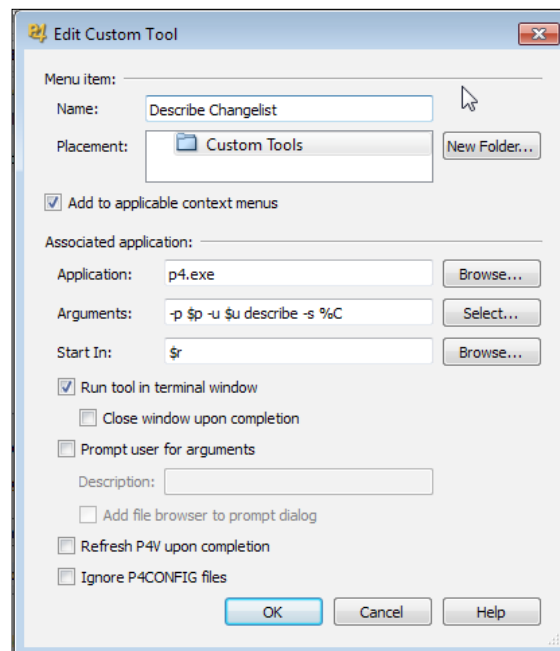 Edit Custom Tool
Menu item:
Name: Describe Changelist
Placement: Custom Tools New Folder...
Add to applicable context menus
Associated application:
Application: p4.exe Browse...
Arguments: -p $p -u $u describe -s %C Select...
Start In: $r Browse...
Run tool in terminal window
Close window upon completion
Prompt user for arguments
Description:
Add file browser to prompt dialog
Refresh P4V upon completion
Ignore P4CONFIG files
OK Cancel Help